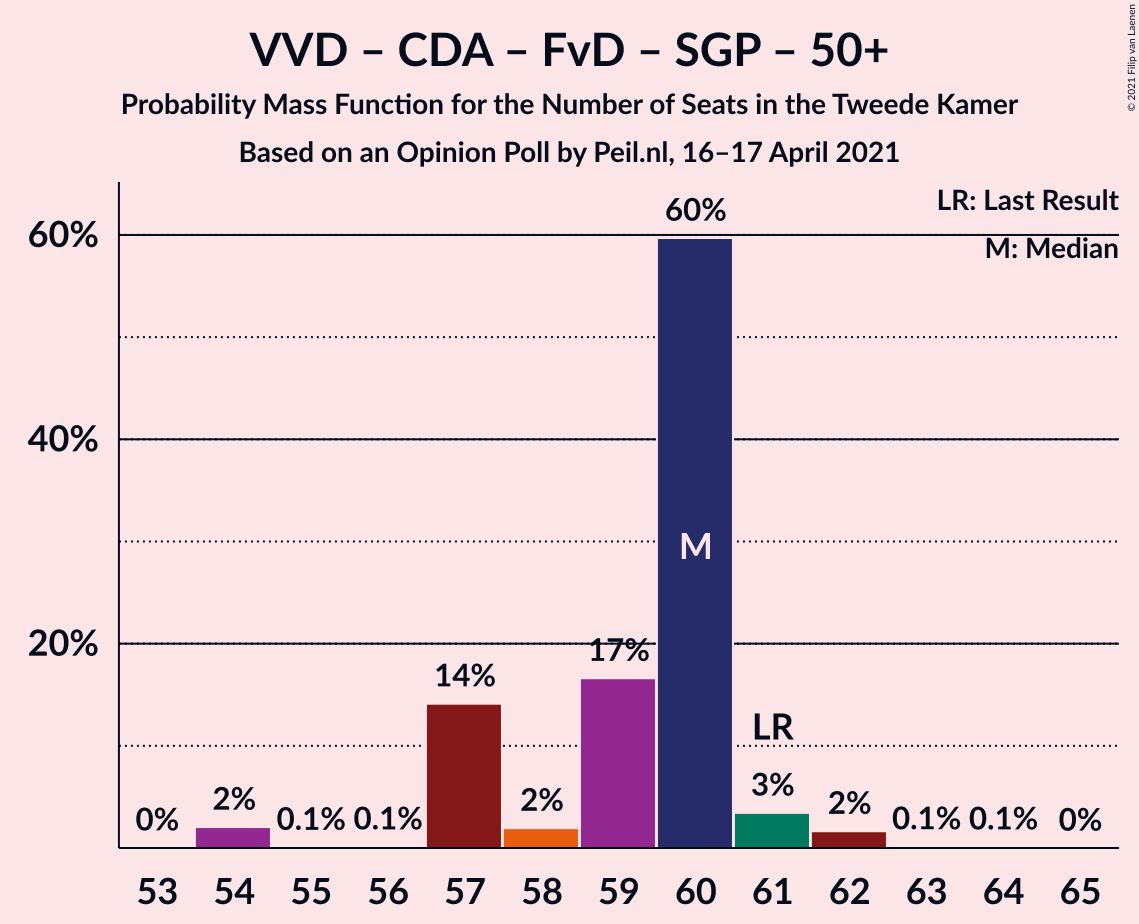 VVD – CDA – FvD – SGP – 50+
Probability Mass Function for the Number of Seats in the Tweede Kamer
Based on an Opinion Poll by Peil.nl, 16–17 April 2021
© 2021 Filip van Laenen
LR: Last Result
M: Median
60%
40%
20%
0%
2%
0.1%
0.1%
14%
2%
17%
60%
M
LR
3%
2%
0.1%
0.1%
0%
53 54 55 56 57 58 59 60 61 62 63 64 65